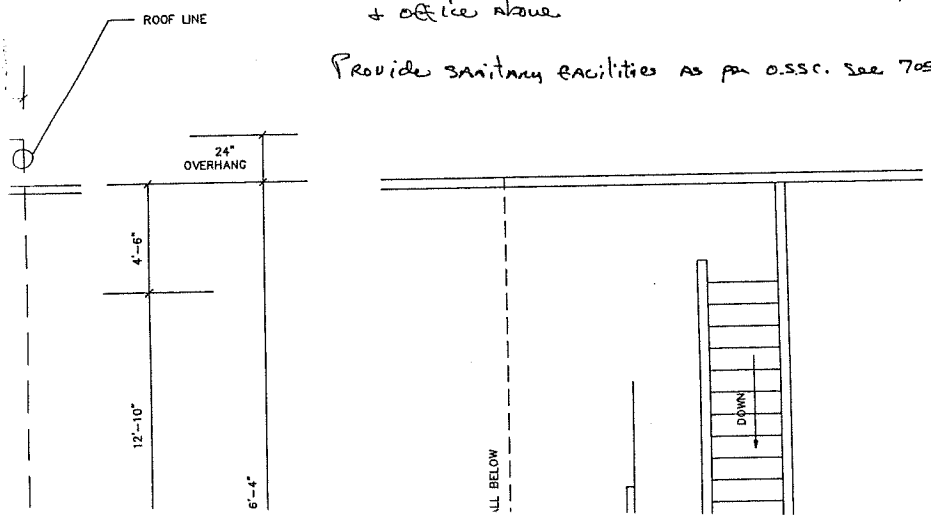 ROOF LINE
+ office above
Provide sanitary facilities as per O.S.S.C. See 705
24"
OVERHANG
4'-6"
12'-10"
6'-4"
ALL BELOW
DOWN